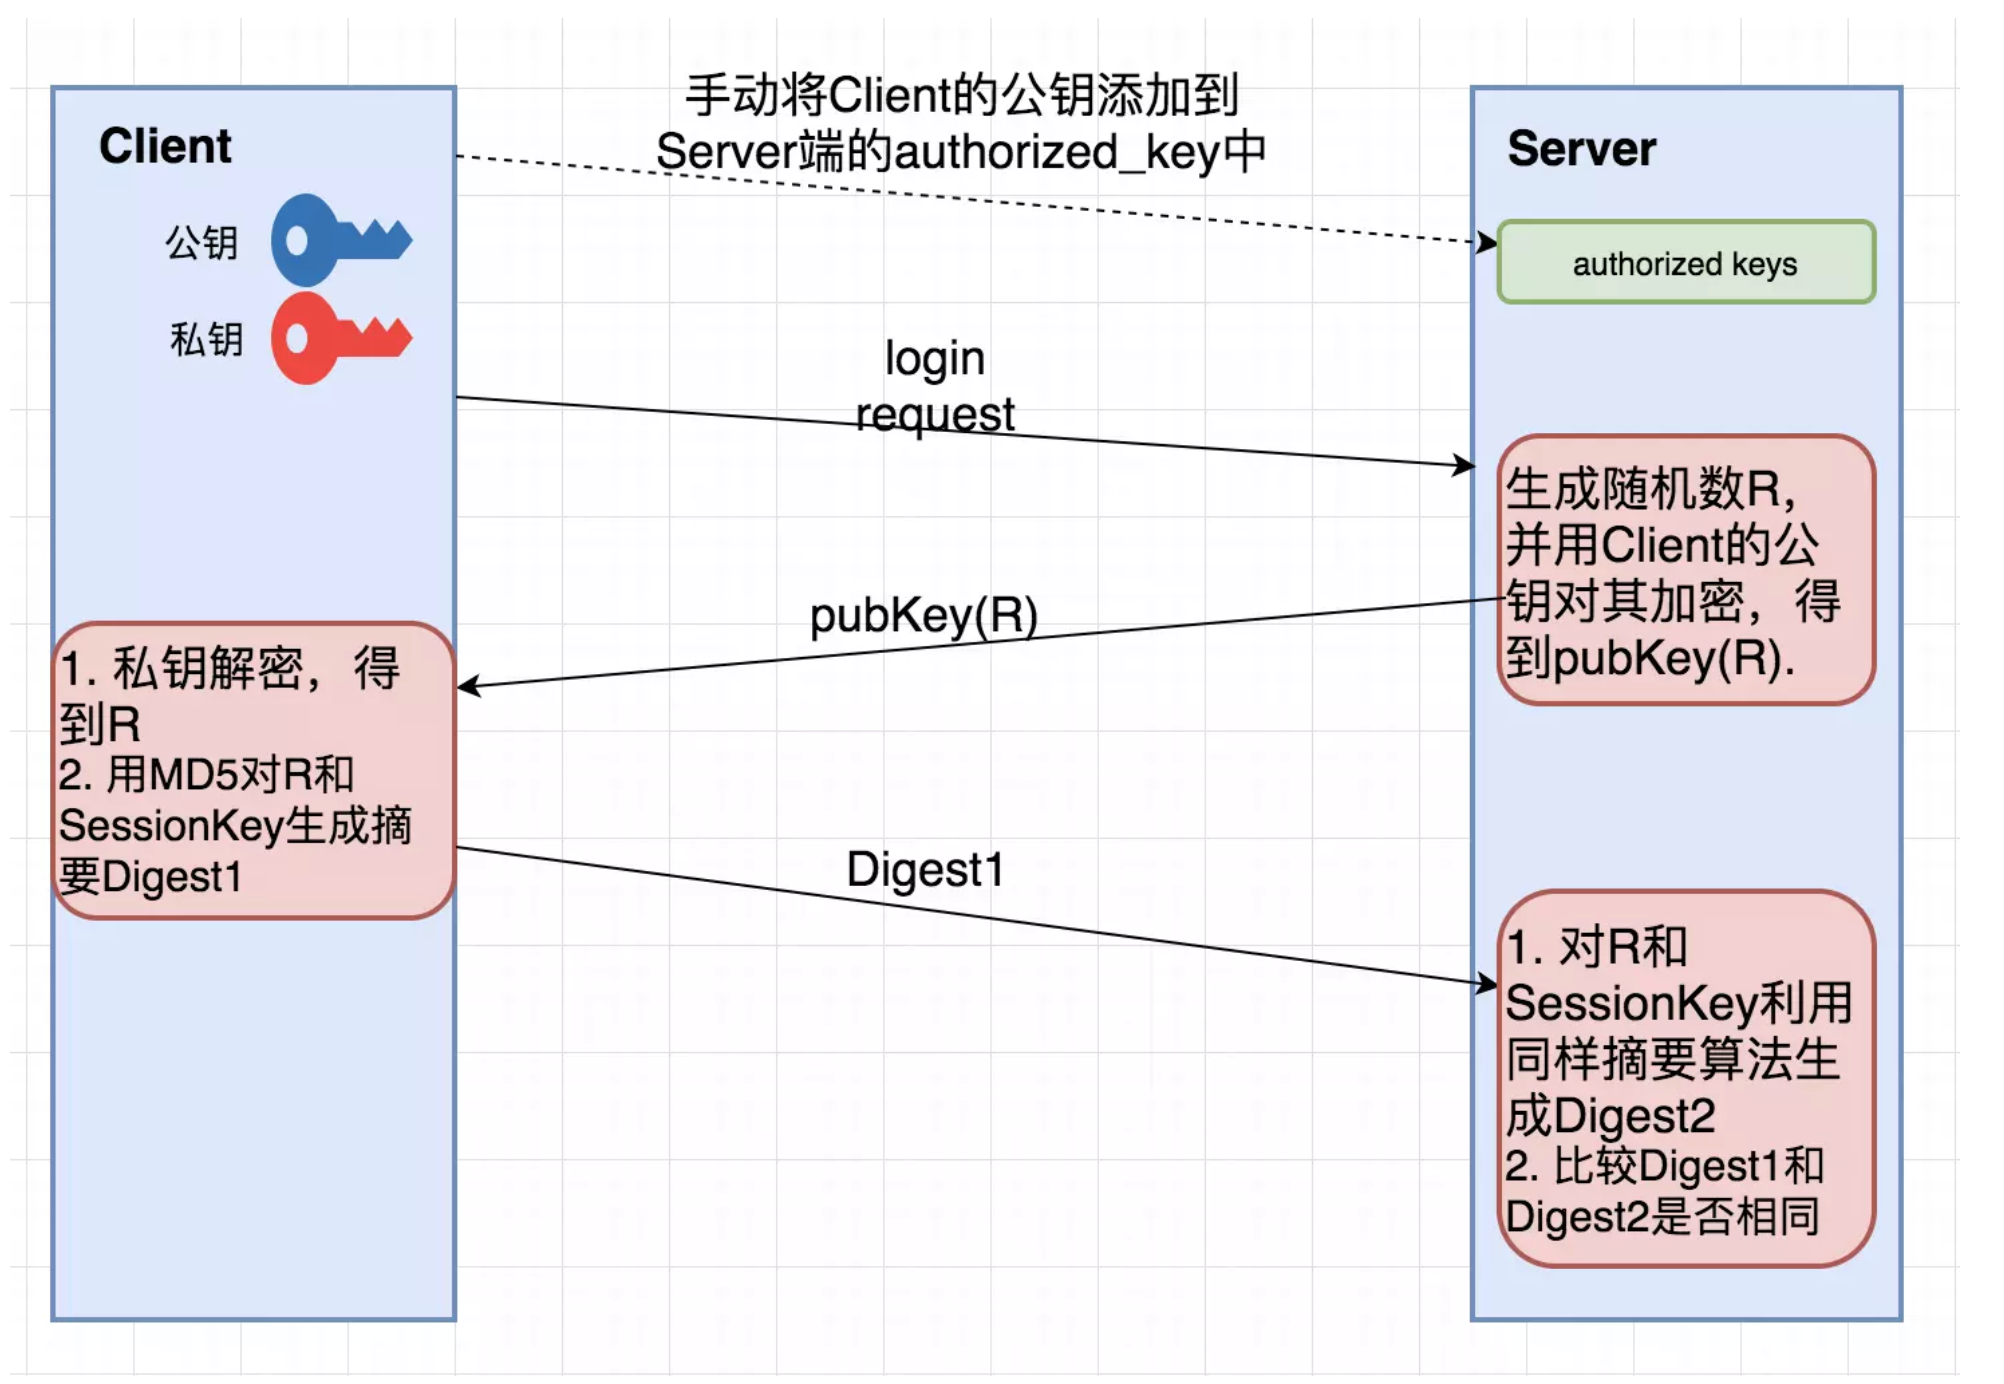 手动将Client的公钥添加到
Server端的authorized_key中
Client
Server
公钥
authorized keys
私钥
login
request
生成随机数R，
并用Client的公
钥对其加密，得
到pubKey(R).
pubKey(R)
1. 私钥解密，得
到R
2. 用MD5对R和
SessionKey生成摘
要Digest1
Digest1
1. 对R和
SessionKey利用
同样摘要算法生
成Digest2
2. 比较Digest1和
Digest2是否相同